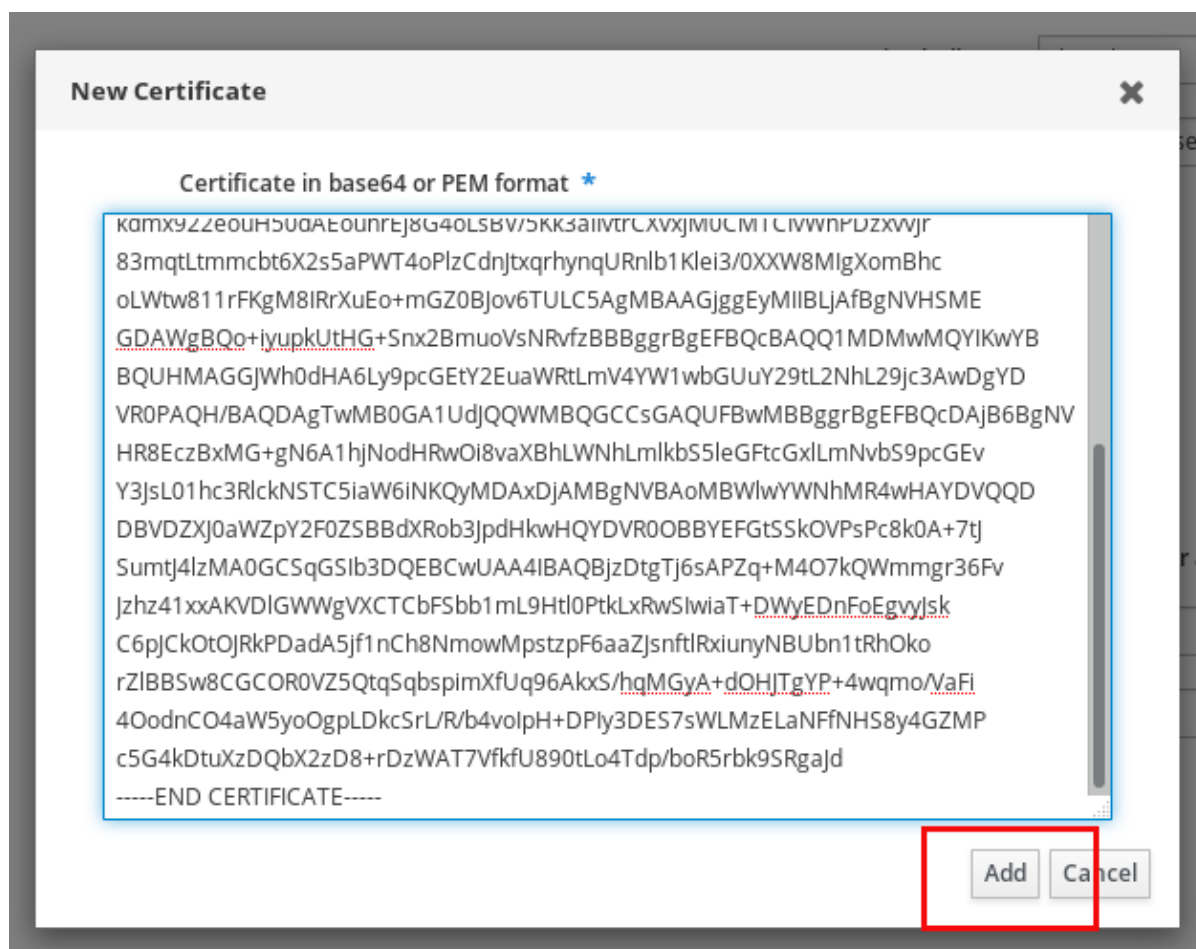 New Certificate
Certificate in base64 or PEM format *
83mqtLtmmcbt6X2s5aPWT4oPlzCdnJtxqrhynqURnlb1Klei3/0XXW8MIgXomBhc
oLWtw811rFKgM8IRrXuEo+mGZ0BJov6TULC5AgMBAAGjggEyMIIBLjAfBgNVHSME
GDAWgBQo+iyupkUtHG+Snx2BmuoVsNRvfzBBBggrBgEFBQcBAQQ1MDMwMQYIKwYB
BQUHMAGGJWh0dHA6Ly9pcGEtY2EuaWRtLmV4YW1wbGUuY29tL2NhL29jc3AwDgYD
VR0PAQH/BAQDAgTwMB0GA1UdJQQWMBQGCCsGAQUFBwMBBggrBgEFBQcDAjB6BgNV
HR8EczBxMG+gN6A1hjNodHRwOi8vaXBhLWNhLmlkbS5leGFtcGxlLmNvbS9pcGEv
Y3JsL01hc3RlckNSTC5iaW6iNKQyMDAxDjAMBgNVBAoMBWlwYWNhMR4wHAYDVQQD
DBVDZXJ0aWZpY2F0ZSBBdXRob3JpdHkwHQYDVR0OBBYEFGtSSkOVPsPc8k0A+7tJ
SumtJ4lzMA0GCSqGSIb3DQEBCwUAA4IBAQBjzDtgTj6sAPZq+M4O7kQWmmgr36Fv
Jzhz41xxAKVDlGWWgVXCTCbFSbb1mL9Htl0PtkLxRwSIwiaT+DWyEDnFoEgvyJsk
C6pJCkOtOJRkPDadA5jf1nCh8NmowMpstzpF6aaZJsnftlRxiunyNBUbn1tRhOko
rZlBBSw8CGCOR0VZ5QtqSqbspimXfUq96AkxS/hqMGyA+dOHJTgYP+4wqmo/VaFi
4OodnCO4aW5yoOgpLDkcSrL/R/b4voIpH+DPIy3DES7sWLMzELaNFfNHS8y4GZMP
c5G4kDtuXzDQbX2zD8+rDzWAT7VfkfU890tLo4Tdp/boR5rbk9SRgaJd
-----END CERTIFICATE-----
Add Cancel